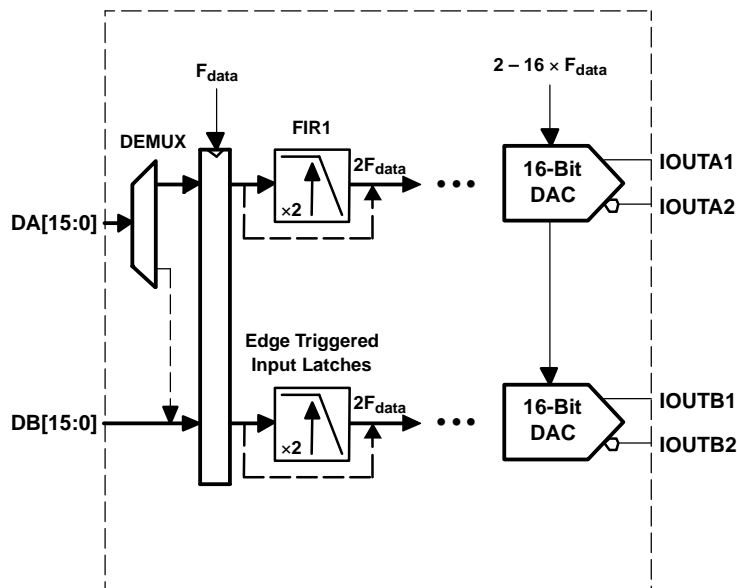 F_data
2 – 16 × F_data
DEMUX
FIR1
2F_data
×2
16-Bit
DAC
IOUTA1
IOUTA2
DA[15:0]
Edge Triggered
Input Latches
2F_data
×2
16-Bit
DAC
IOUTB1
IOUTB2
DB[15:0]